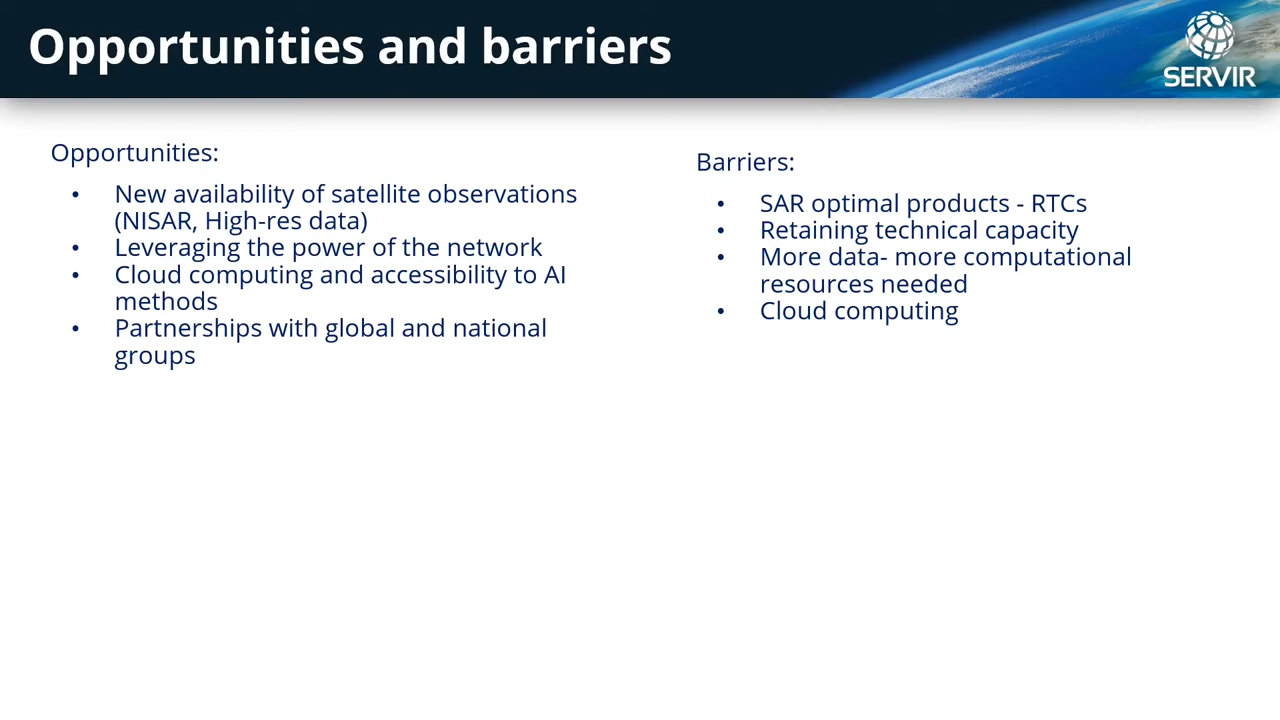 Opportunities and barriers
SERVIR
Opportunities:
• New availability of satellite observations
(NISAR, High-res data)
• Leveraging the power of the network
• Cloud computing and accessibility to AI
methods
• Partnerships with global and national
groups
Barriers:
• SAR optimal products - RTCs
• Retaining technical capacity
• More data- more computational
resources needed
• Cloud computing